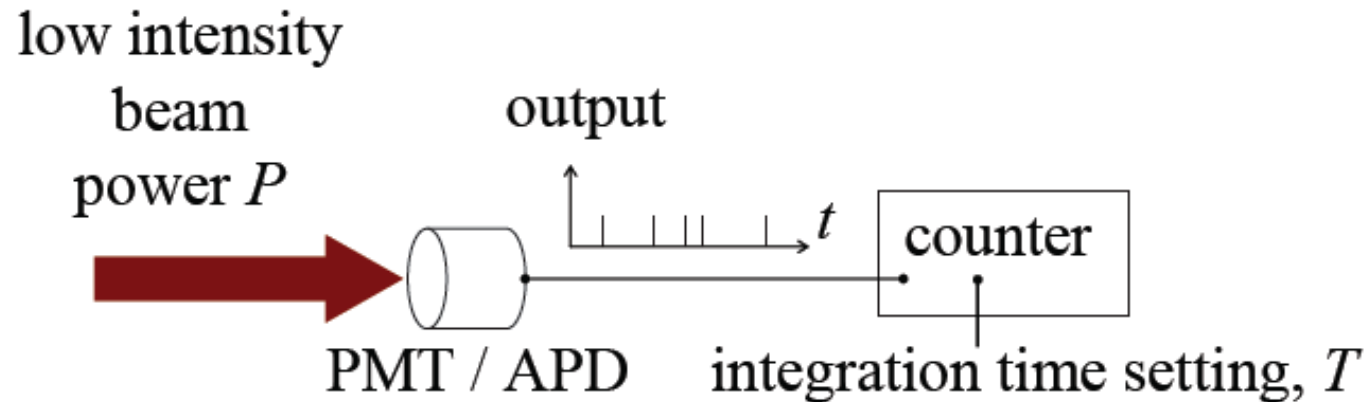 low intensity
beam
power P
output
t
counter
PMT / APD
integration time setting, T